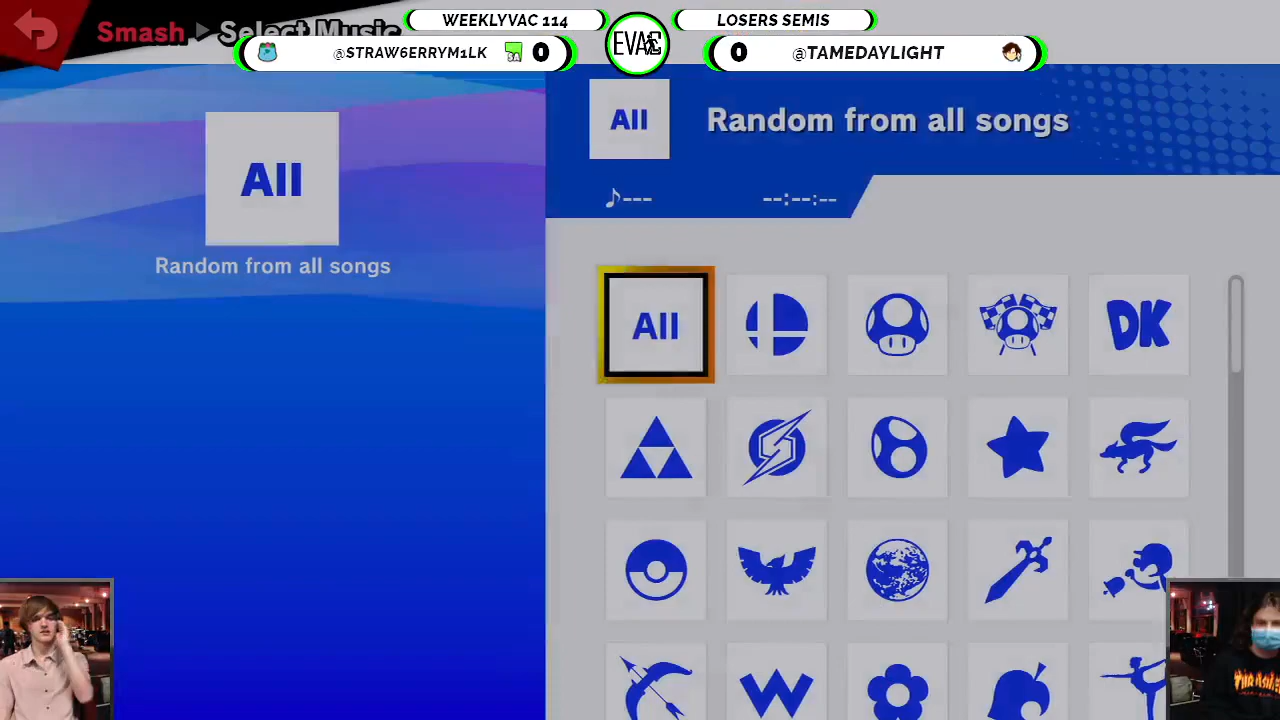 WEEKLYVAC 114
LOSERS SEMIS
Smash ▶ Select Music
@STRAW6ERRYM1LK
SA
0
EVAC
0
@TAMEDAYLIGHT
All
Random from all songs
♪---
--:--:--
All
Random from all songs
All
DK
W